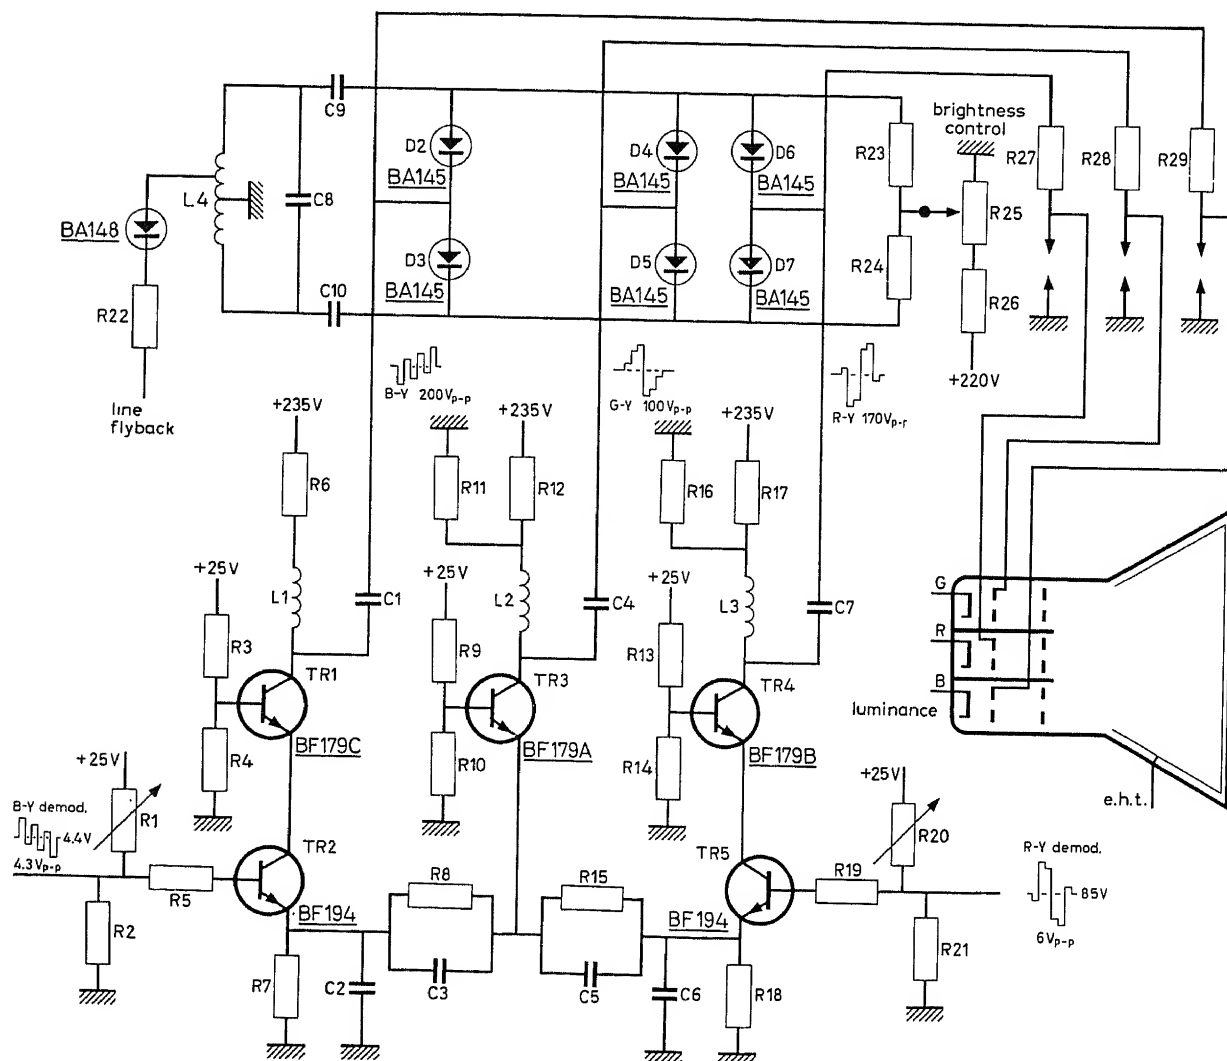 C9
brightness
control
D2
D4
D6
R23
R27
R28
R29
BA145
BA145
BA145
L4
C8
R25
BA148
D3
D5
D7
R24
BA145
BA145
BA145
C10
R26
R22
B-Y 200Vp-p
G-Y 100Vp-p
R-Y 170Vp-r
+220V
line
flyback
+235V
+235V
+235V
R6
R11
R12
R16
R17
+25V
+25V
+25V
L1
C1
L2
C4
L3
C7
G
R3
R9
R13
R
TR1
TR3
TR4
B
luminance
R4
BF179C
R10
BF179A
R14
BF179B
+25V
+25V
e.h.t.
B-Y demod.
R1
R20
4.4V
TR2
TR5
R-Y demod.
4.3Vp-p
R8
R15
R19
R5
85V
BF194
BF194
R2
R21
6Vp-p
R7
C2
C3
C5
C6
R18